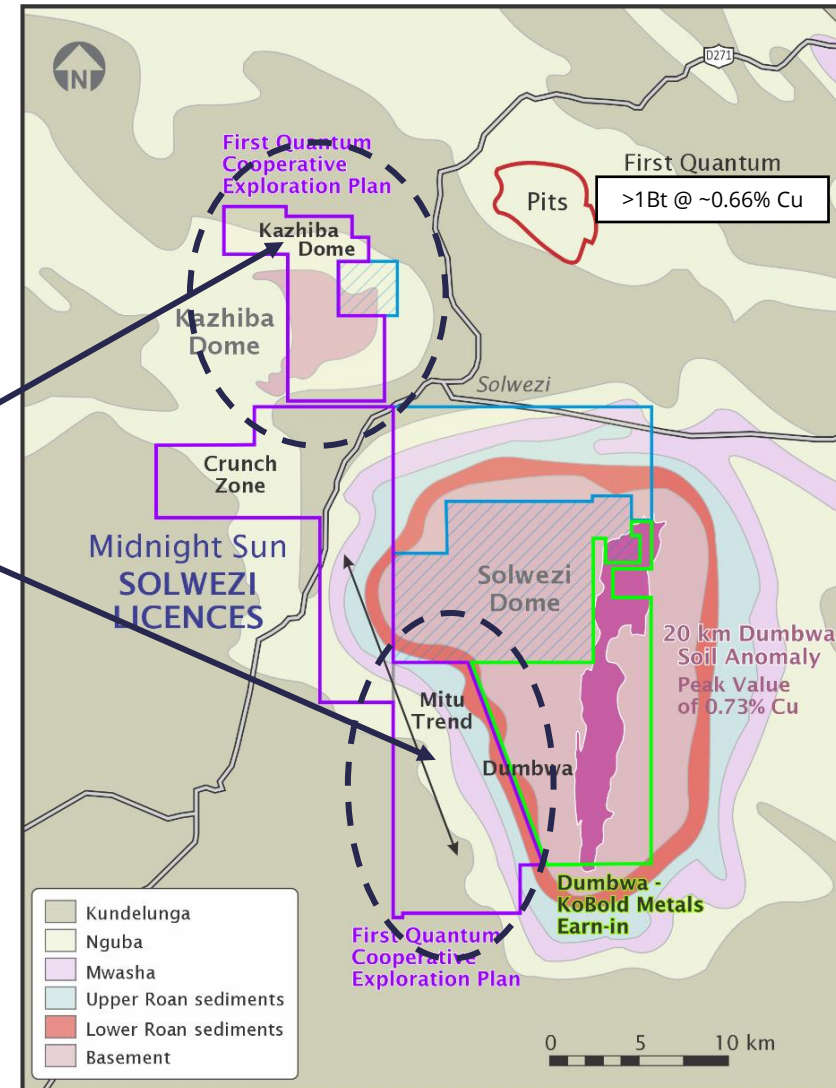 N
D271
First Quantum
Cooperative
Exploration Plan
First Quantum
>1Bt @ ~0.66% Cu
Pits
Kazhiba
Dome
Kazhiba
Dome
Solwezi
Crunch
Zone
Midnight Sun
SOLWEZI
LICENCES
Solwezi
Dome
20 km Dumbwa
Soil Anomaly
Peak Value
of 0.73% Cu
Mitu
Trend
Dumbwa
Dumbwa -
KoBold Metals
Earn-in
First Quantum
Cooperative
Exploration Plan
Kundelunga
Nguba
Mwasha
Upper Roan sediments
Lower Roan sediments
Basement
0 5 10 km